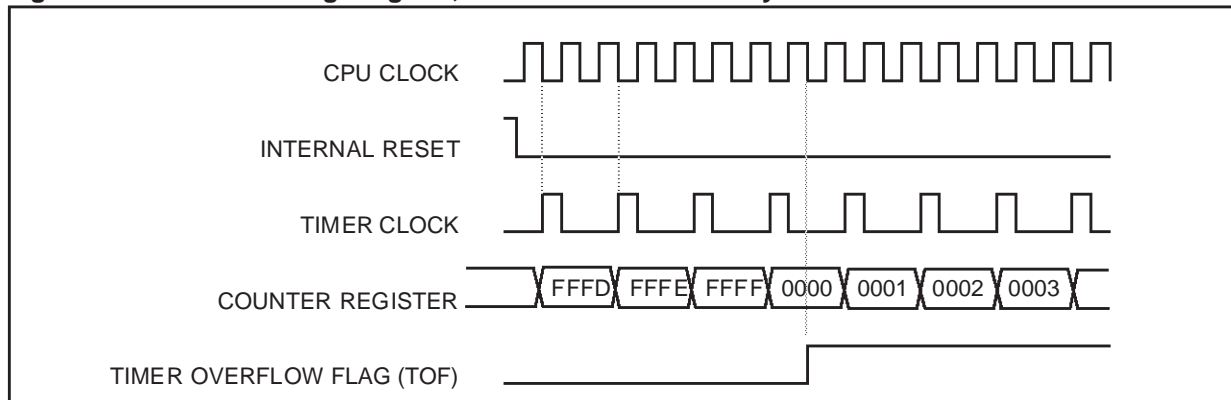 CPU CLOCK
INTERNAL RESET
TIMER CLOCK
COUNTER REGISTER
FFFD FFFE FFFF 0000 0001 0002 0003
TIMER OVERFLOW FLAG (TOF)